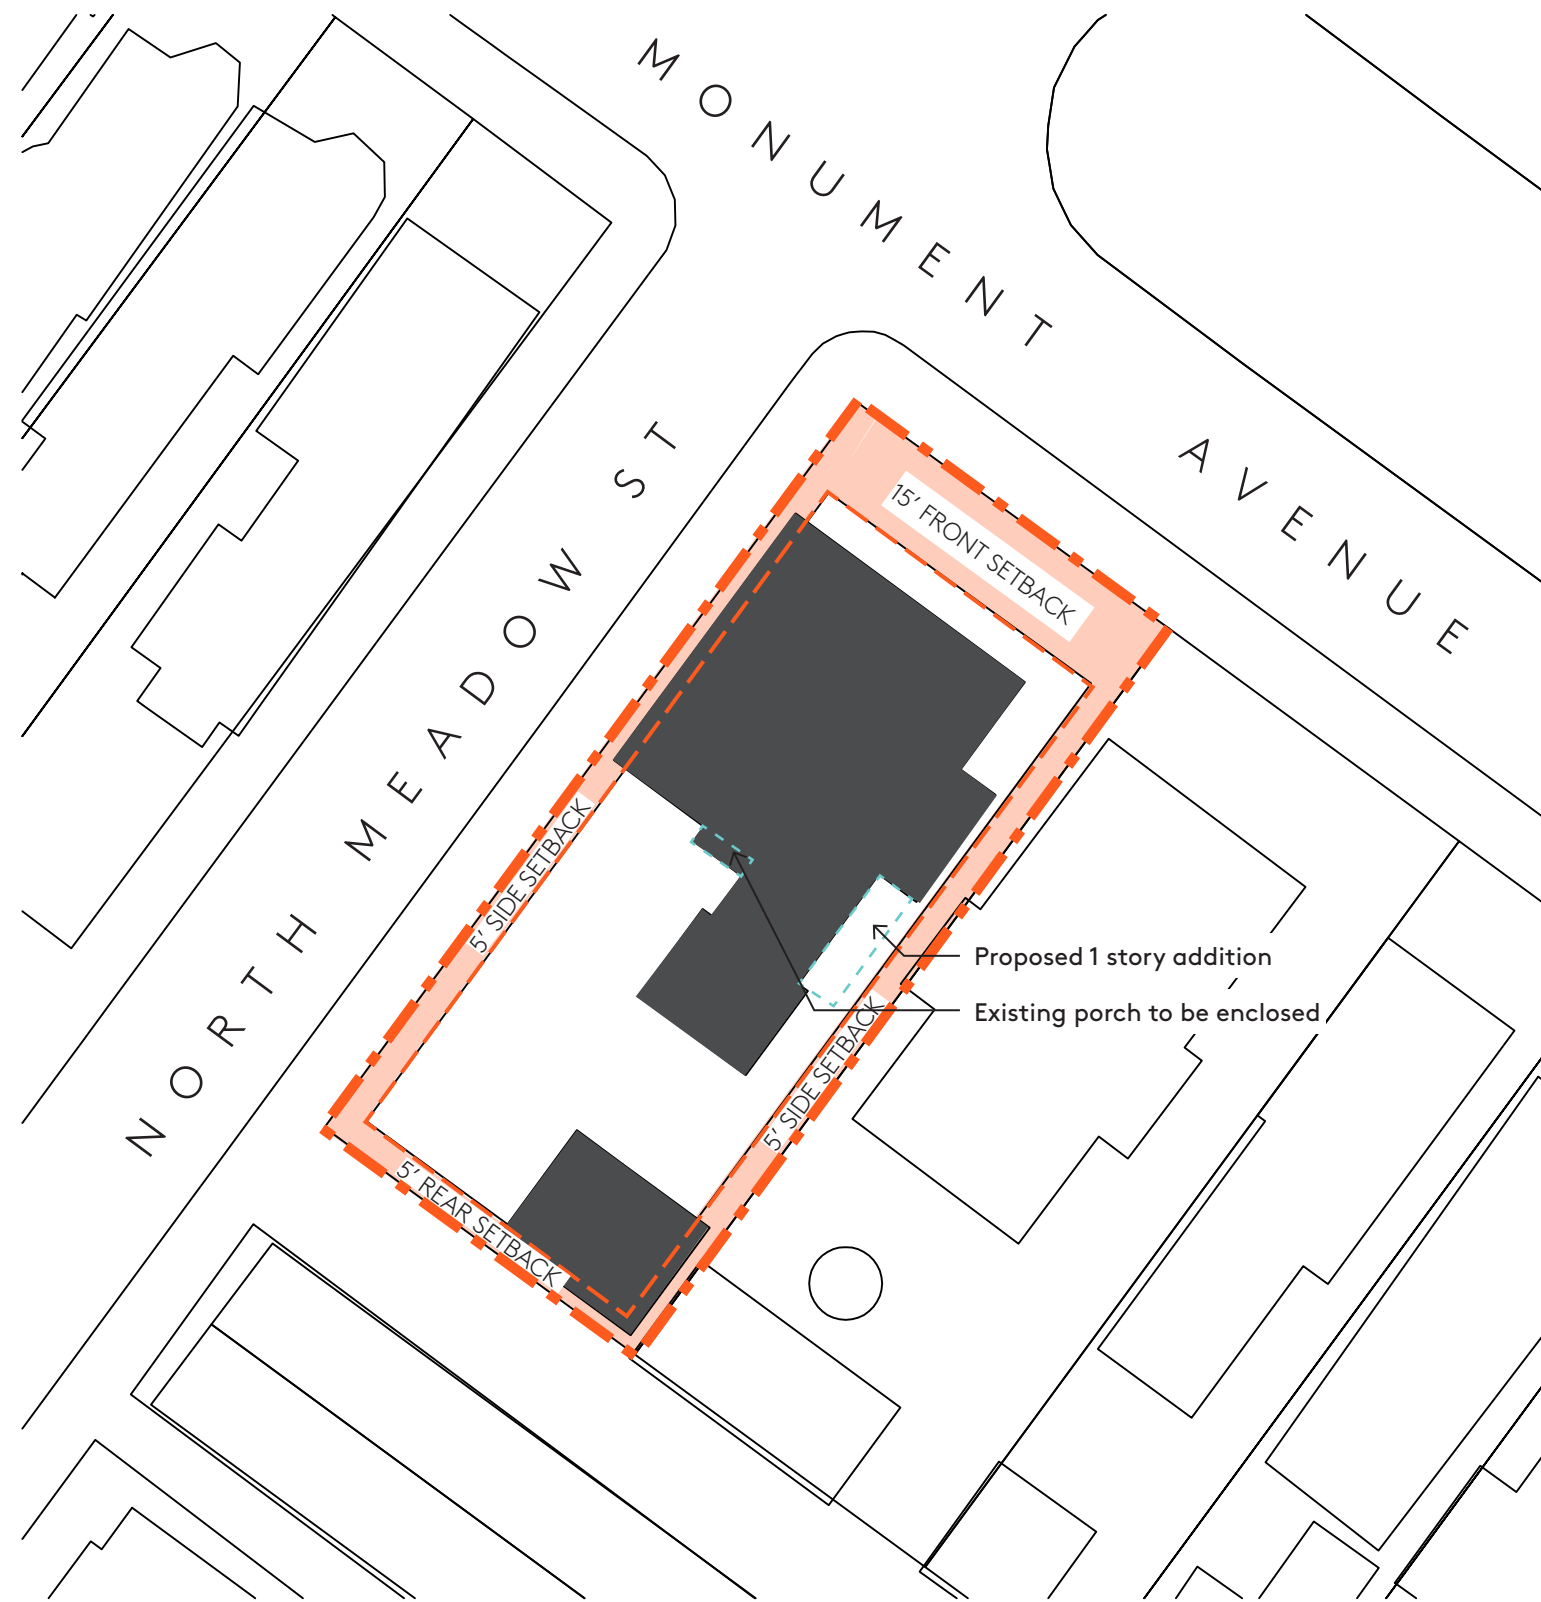 MONUMENT AVENUE
NORTH MEADOW ST
15’ FRONT SETBACK
5’ SIDE SETBACK
Proposed 1 story addition
Existing porch to be enclosed
5’ SIDE SETBACK
5’ REAR SETBACK